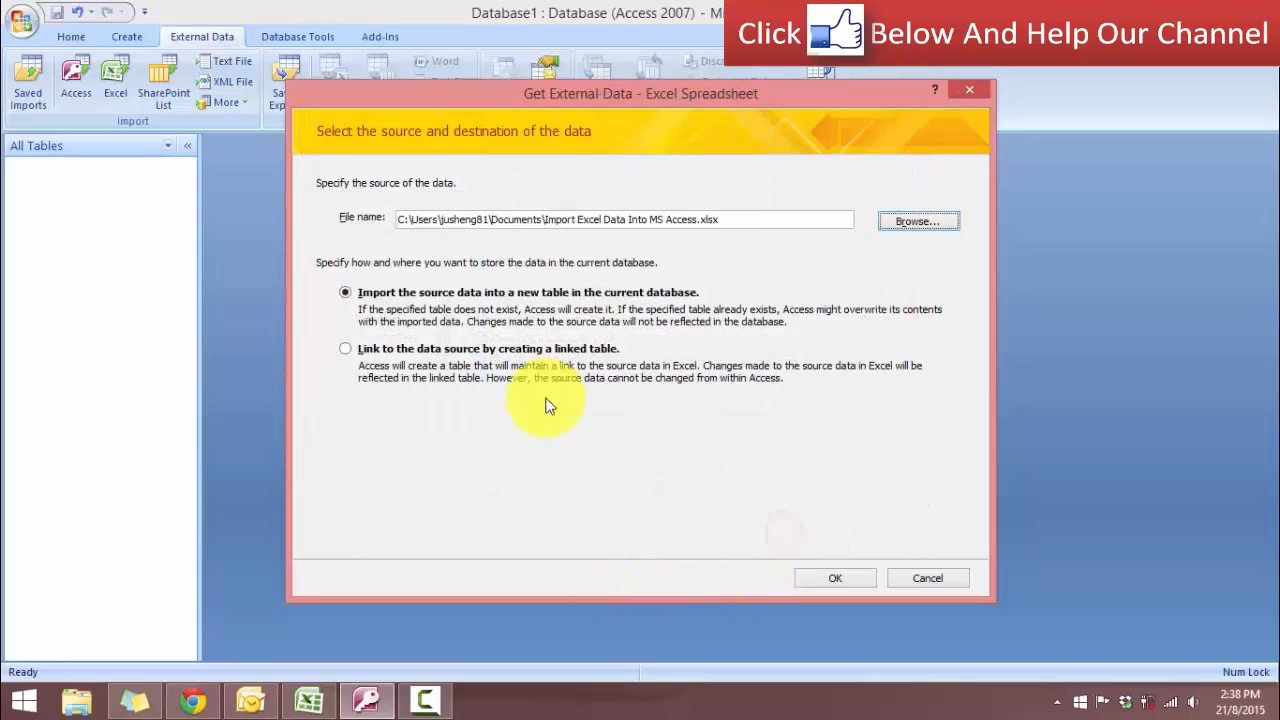 Database1 : Database (Access 2007) - Mi
Click Below And Help Our Channel
Home Create External Data Database Tools Add-Ins
Saved Imports
Access
Excel
SharePoint List
Text File
XML File
More
Import
Word
All Tables
Get External Data - Excel Spreadsheet
Select the source and destination of the data
Specify the source of the data.
File name: C:\Users\jusheng81\Documents\Import Excel Data Into MS Access.xlsx Browse...
Specify how and where you want to store the data in the current database.
Import the source data into a new table in the current database.
If the specified table does not exist, Access will create it. If the specified table already exists, Access might overwrite its contents
with the imported data. Changes made to the source data will not be reflected in the database.
Link to the data source by creating a linked table.
Access will create a table that will maintain a link to the source data in Excel. Changes made to the source data in Excel will be
reflected in the linked table. However, the source data cannot be changed from within Access.
OK Cancel
Ready Num Lock
2:38 PM
21/8/2015